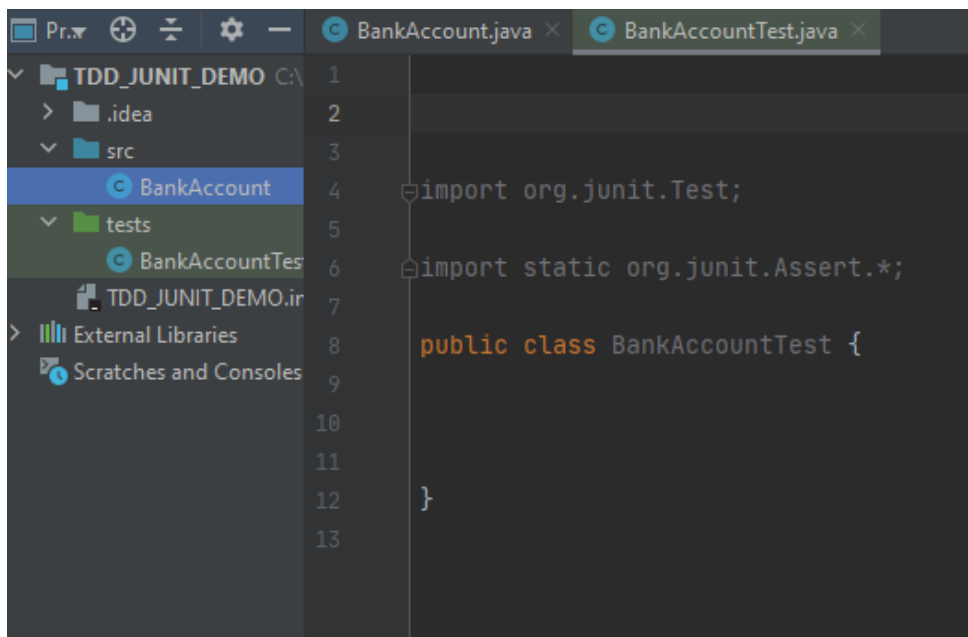 Pr...
BankAccount.java
BankAccountTest.java
TDD_JUNIT_DEMO C:\
.idea
src
BankAccount
tests
BankAccountTes
TDD_JUNIT_DEMO.ir
External Libraries
Scratches and Consoles
1
2
3
4 import org.junit.Test;
5
6 import static org.junit.Assert.*;
7
8 public class BankAccountTest {
9
10
11
12 }
13